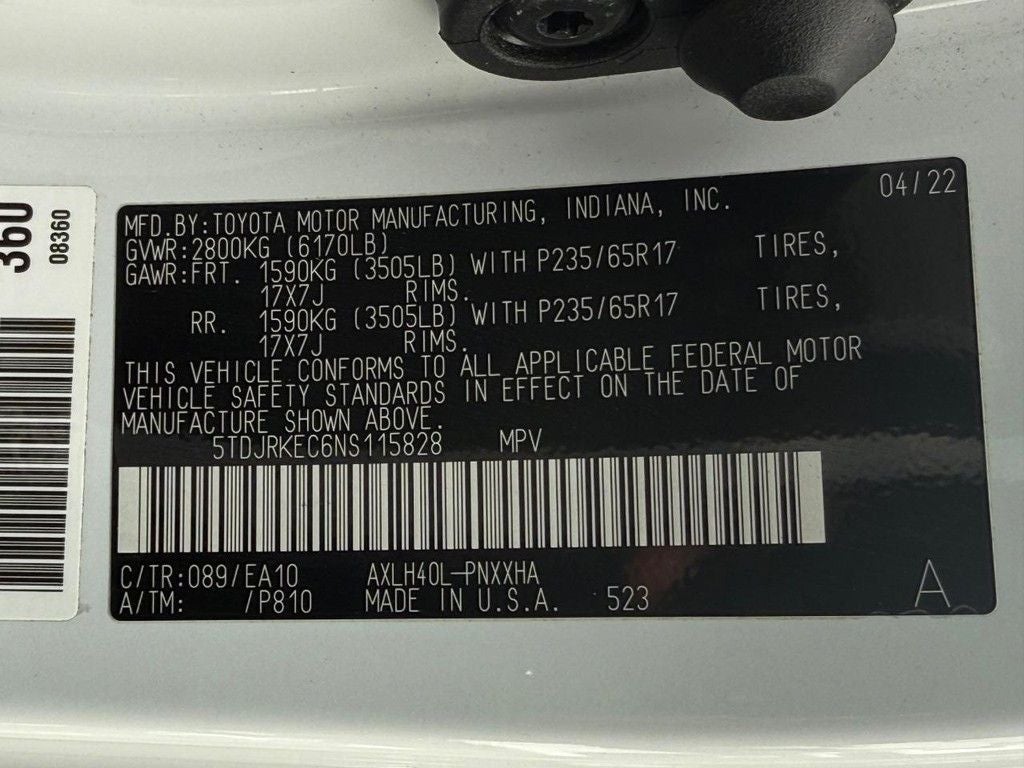 360
08360
04/22
MFD.BY:TOYOTA MOTOR MANUFACTURING, INDIANA, INC.
GVWR:2800KG (6170LB)
GAWR:FRT. 1590KG (3505LB) WITH P235/65R17 TIRES,
17X7J RIMS.
RR. 1590KG (3505LB) WITH P235/65R17 TIRES,
17X7J RIMS.
THIS VEHICLE CONFORMS TO ALL APPLICABLE FEDERAL MOTOR
VEHICLE SAFETY STANDARDS IN EFFECT ON THE DATE OF
MANUFACTURE SHOWN ABOVE.
5TDJRKEC6NS115828 MPV
C/TR:089/EA10 AXLH40L-PNXXHA
A/TM: /P810 MADE IN U.S.A. 523
A